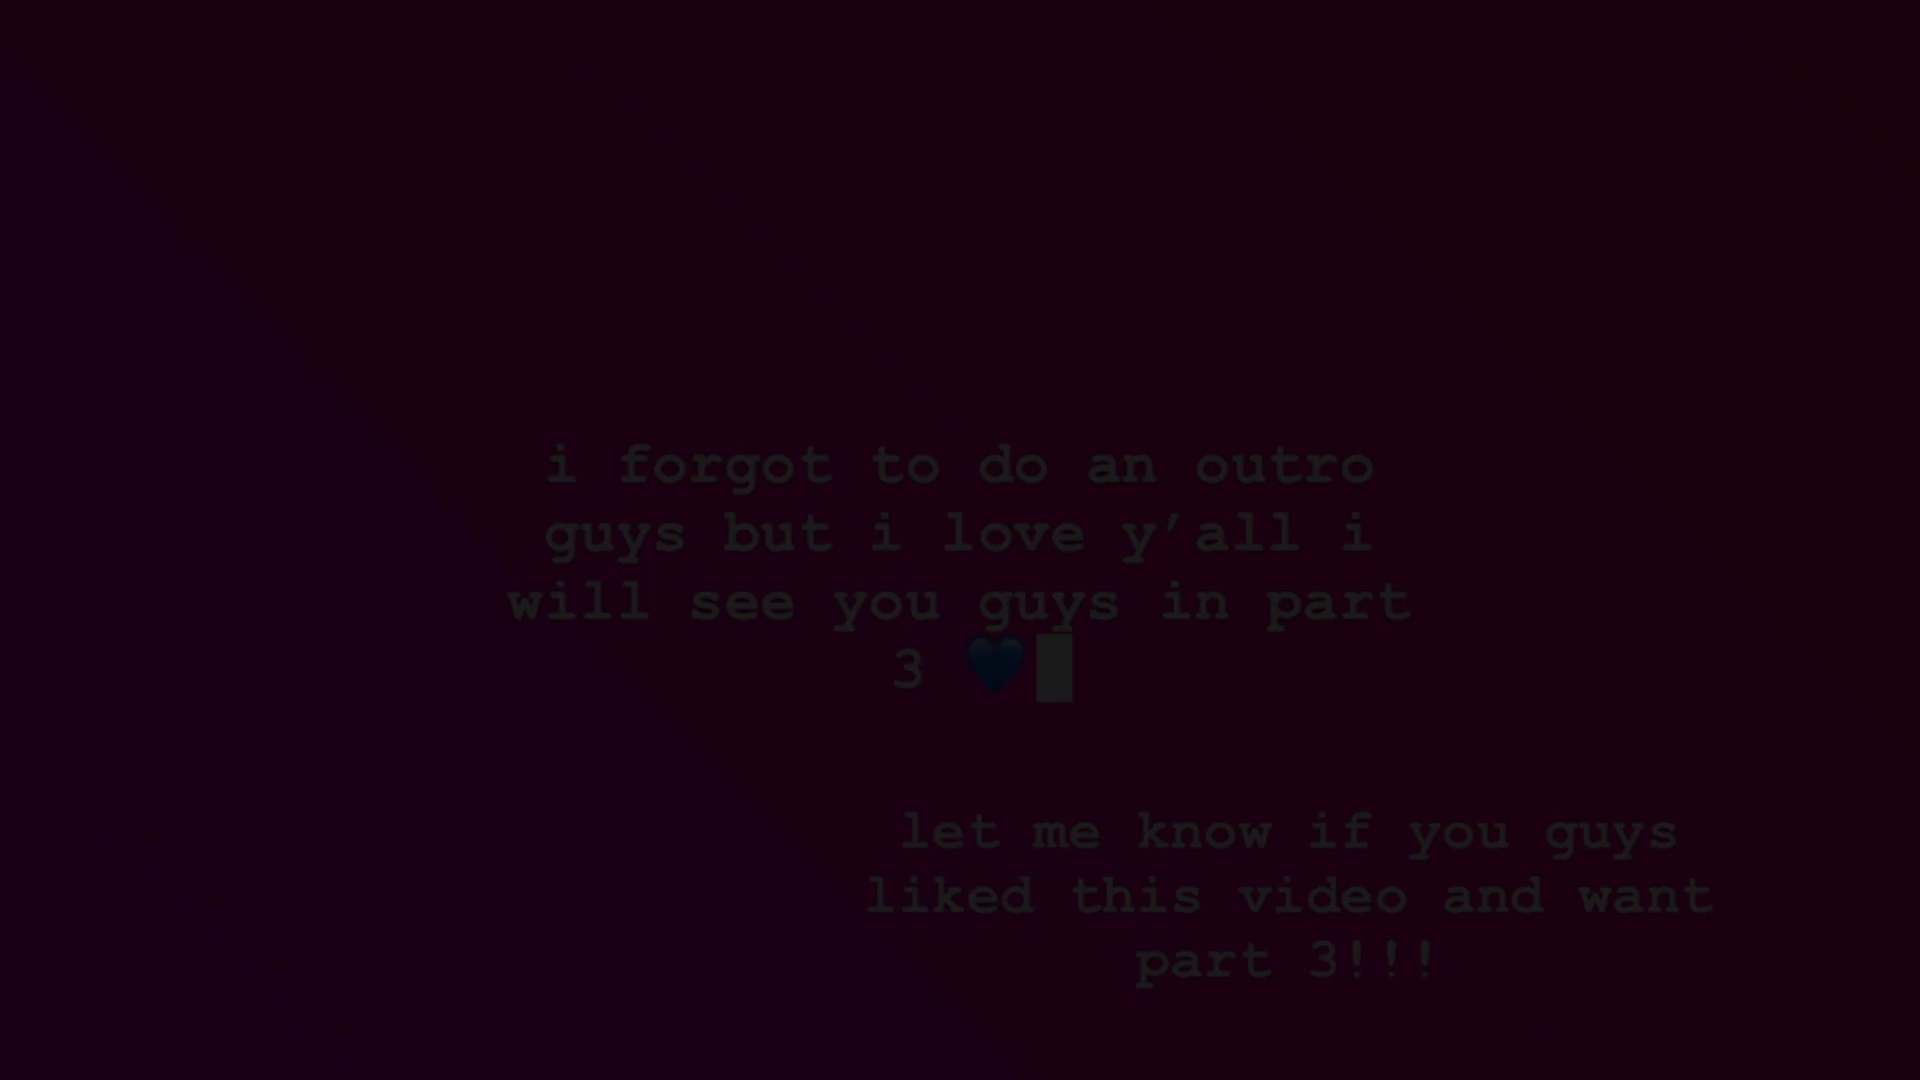 i forgot to do an outro
guys but i love y’all i
will see you guys in part
3 💙
let me know if you guys
liked this video and want
part 3!!!